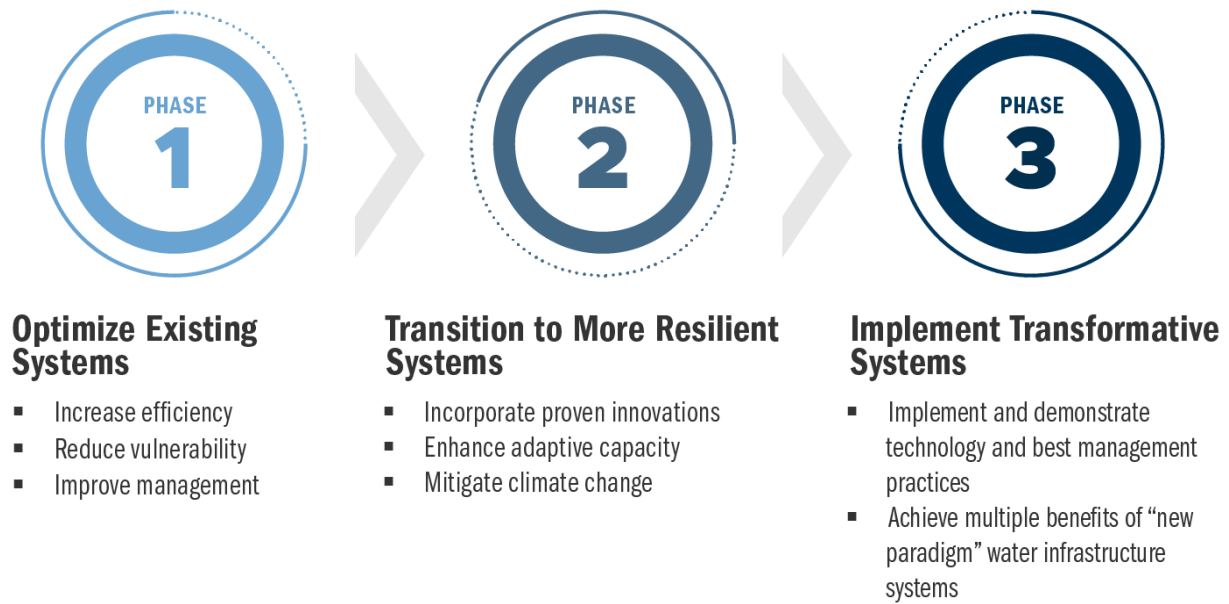 PHASE
1
PHASE
2
PHASE
3
Optimize Existing
Systems
▪ Increase efficiency
▪ Reduce vulnerability
▪ Improve management
Transition to More Resilient
Systems
▪ Incorporate proven innovations
▪ Enhance adaptive capacity
▪ Mitigate climate change
Implement Transformative
Systems
▪ Implement and demonstrate
technology and best management
practices
▪ Achieve multiple benefits of “new
paradigm” water infrastructure
systems